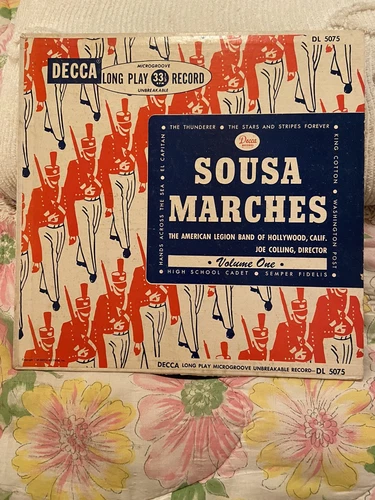 DL 5075
DECCA
MICROGROOVE
LONG PLAY 33 RECORD
UNBREAKABLE
• THE THUNDERER • THE STARS AND STRIPES FOREVER •
KING COTTON • WASHINGTON POST
HANDS ACROSS THE SEA • EL CAPITAN
Decca
SOUSA
MARCHES
THE AMERICAN LEGION BAND OF HOLLYWOOD, CALIF.
JOE COLLING, DIRECTOR
• Volume One •
• HIGH SCHOOL CADET • SEMPER FIDELIS •
DECCA LONG PLAY MICROGROOVE UNBREAKABLE RECORD—DL 5075